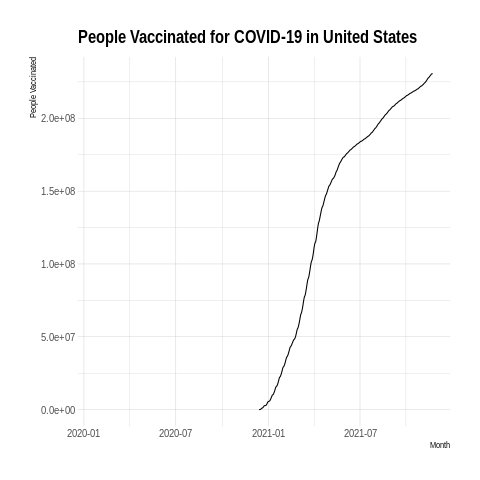 People Vaccinated for COVID-19 in United States
People Vaccinated
2.0e+08
1.5e+08
1.0e+08
5.0e+07
0.0e+00
2020-01 2020-07 2021-01 2021-07
Month